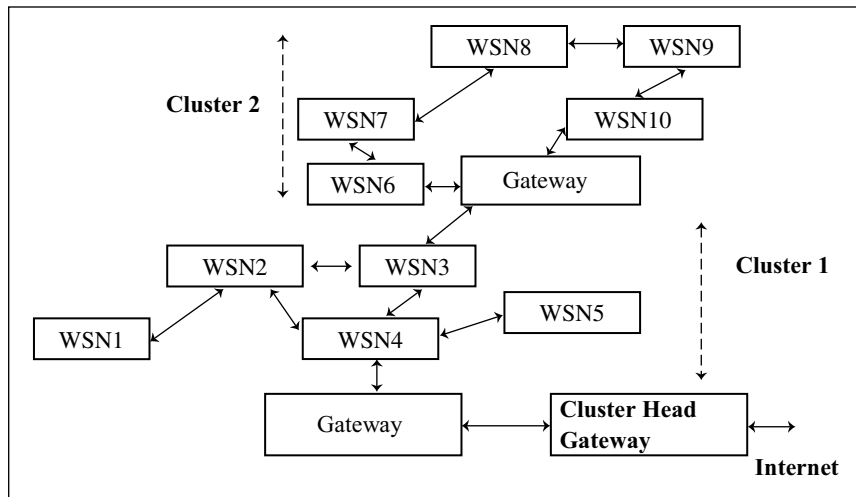 WSN8
WSN9
Cluster 2
WSN7
WSN10
WSN6
Gateway
WSN2
WSN3
Cluster 1
WSN1
WSN4
WSN5
Gateway
Cluster Head
Gateway
Internet